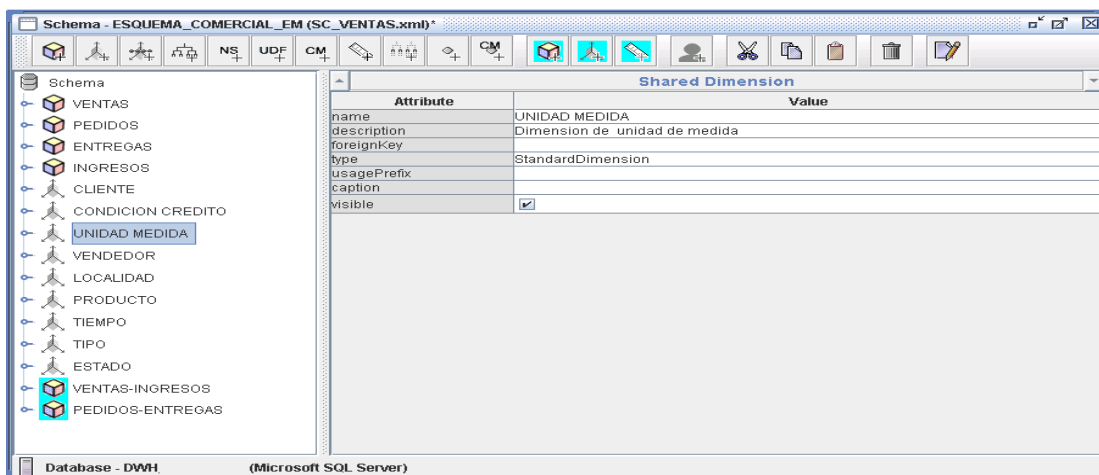 Schema - ESQUEMA_COMERCIAL_EM (SC_VENTAS.xml)*
NS UDF CM CM
Schema
VENTAS
PEDIDOS
ENTREGAS
INGRESOS
CLIENTE
CONDICION CREDITO
UNIDAD MEDIDA
VENDEDOR
LOCALIDAD
PRODUCTO
TIEMPO
TIPO
ESTADO
VENTAS-INGRESOS
PEDIDOS-ENTREGAS
Shared Dimension
Attribute Value
name UNIDAD MEDIDA
description Dimension de unidad de medida
foreignKey
type StandardDimension
usagePrefix
caption
visible
Database - DWH (Microsoft SQL Server)